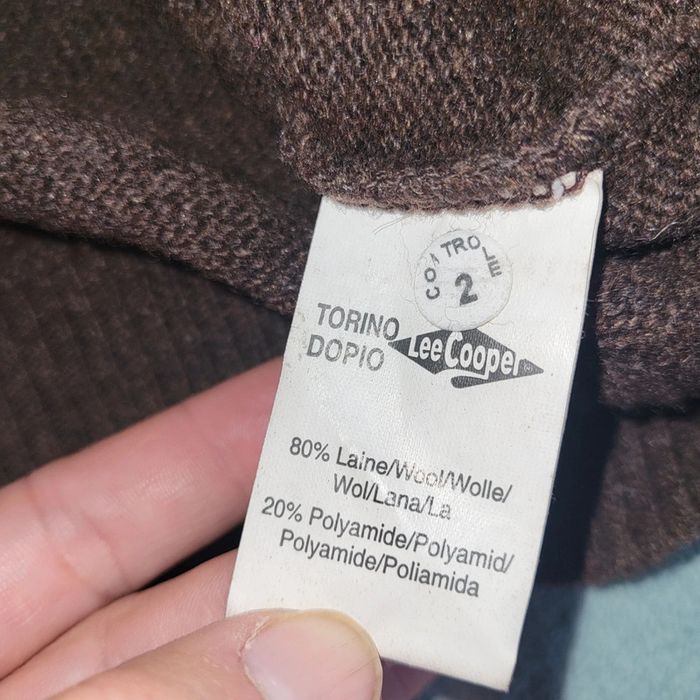 CONTROLE
2
TORINO
DOPIO
Lee Cooper
80% Laine/Wool/Wolle/
Wol/Lana/La
20% Polyamide/Polyamid/
Polyamide/Poliamida